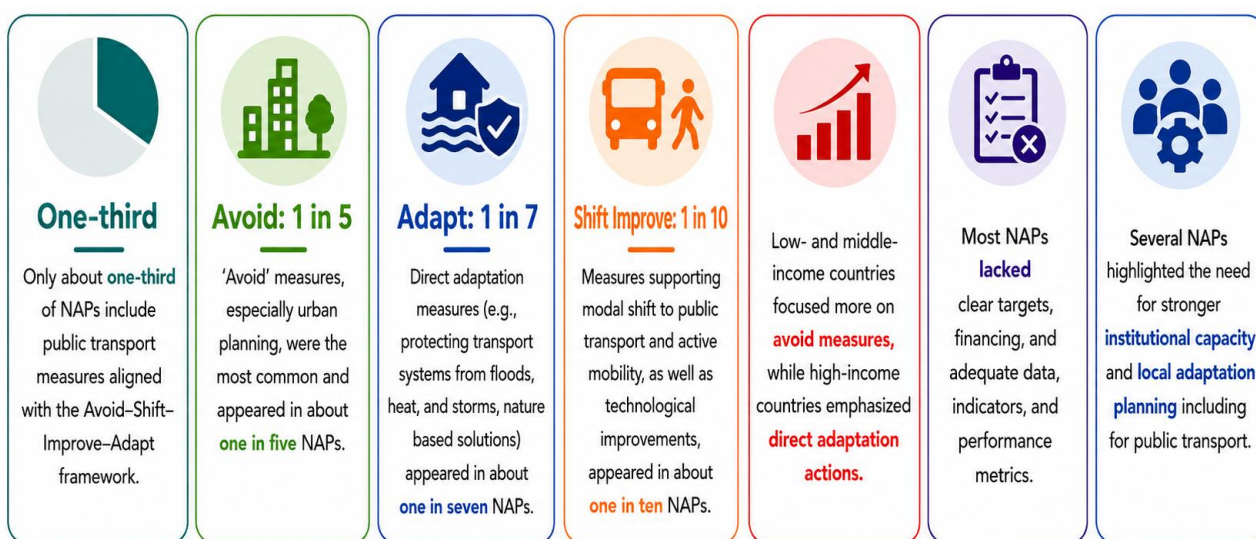 One-third
Only about one-third
of NAPs include
public transport
measures aligned
with the Avoid–Shift–
Improve–Adapt
framework.
Avoid: 1 in 5
‘Avoid’ measures,
especially urban
planning, were the
most common and
appeared in about
one in five NAPs.
Adapt: 1 in 7
Direct adaptation
measures (e.g.,
protecting transport
systems from floods,
heat, and storms, nature
based solutions)
appeared in about
one in seven NAPs.
Shift Improve: 1 in 10
Measures supporting
modal shift to public
transport and active
mobility, as well as
technological
improvements,
appeared in about
one in ten NAPs.
Low- and middle-
income countries
focused more on
avoid measures,
while high-income
countries emphasized
direct adaptation
actions.
Most NAPs
lacked
clear targets,
financing, and
adequate data,
indicators, and
performance
metrics.
Several NAPs
highlighted the need
for stronger
institutional capacity
and local adaptation
planning including
for public transport.